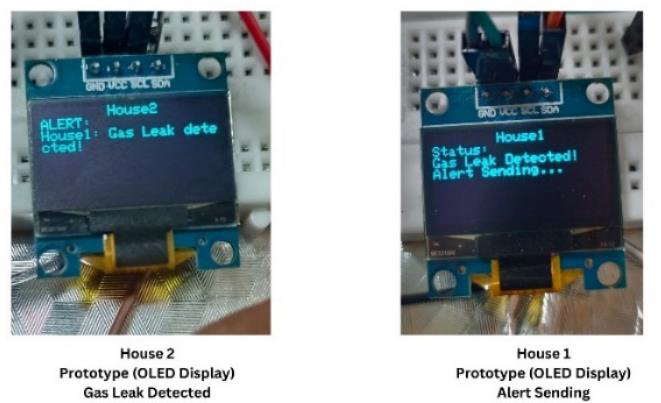 GND VCC SCL SDA
House2
ALERT:
House1: Gas Leak dete
cted!
GND VCC SCL SDA
House1
Status:
Gas Leak Detected!
Alert Sending...
House 2
Prototype (OLED Display)
Gas Leak Detected
House 1
Prototype (OLED Display)
Alert Sending